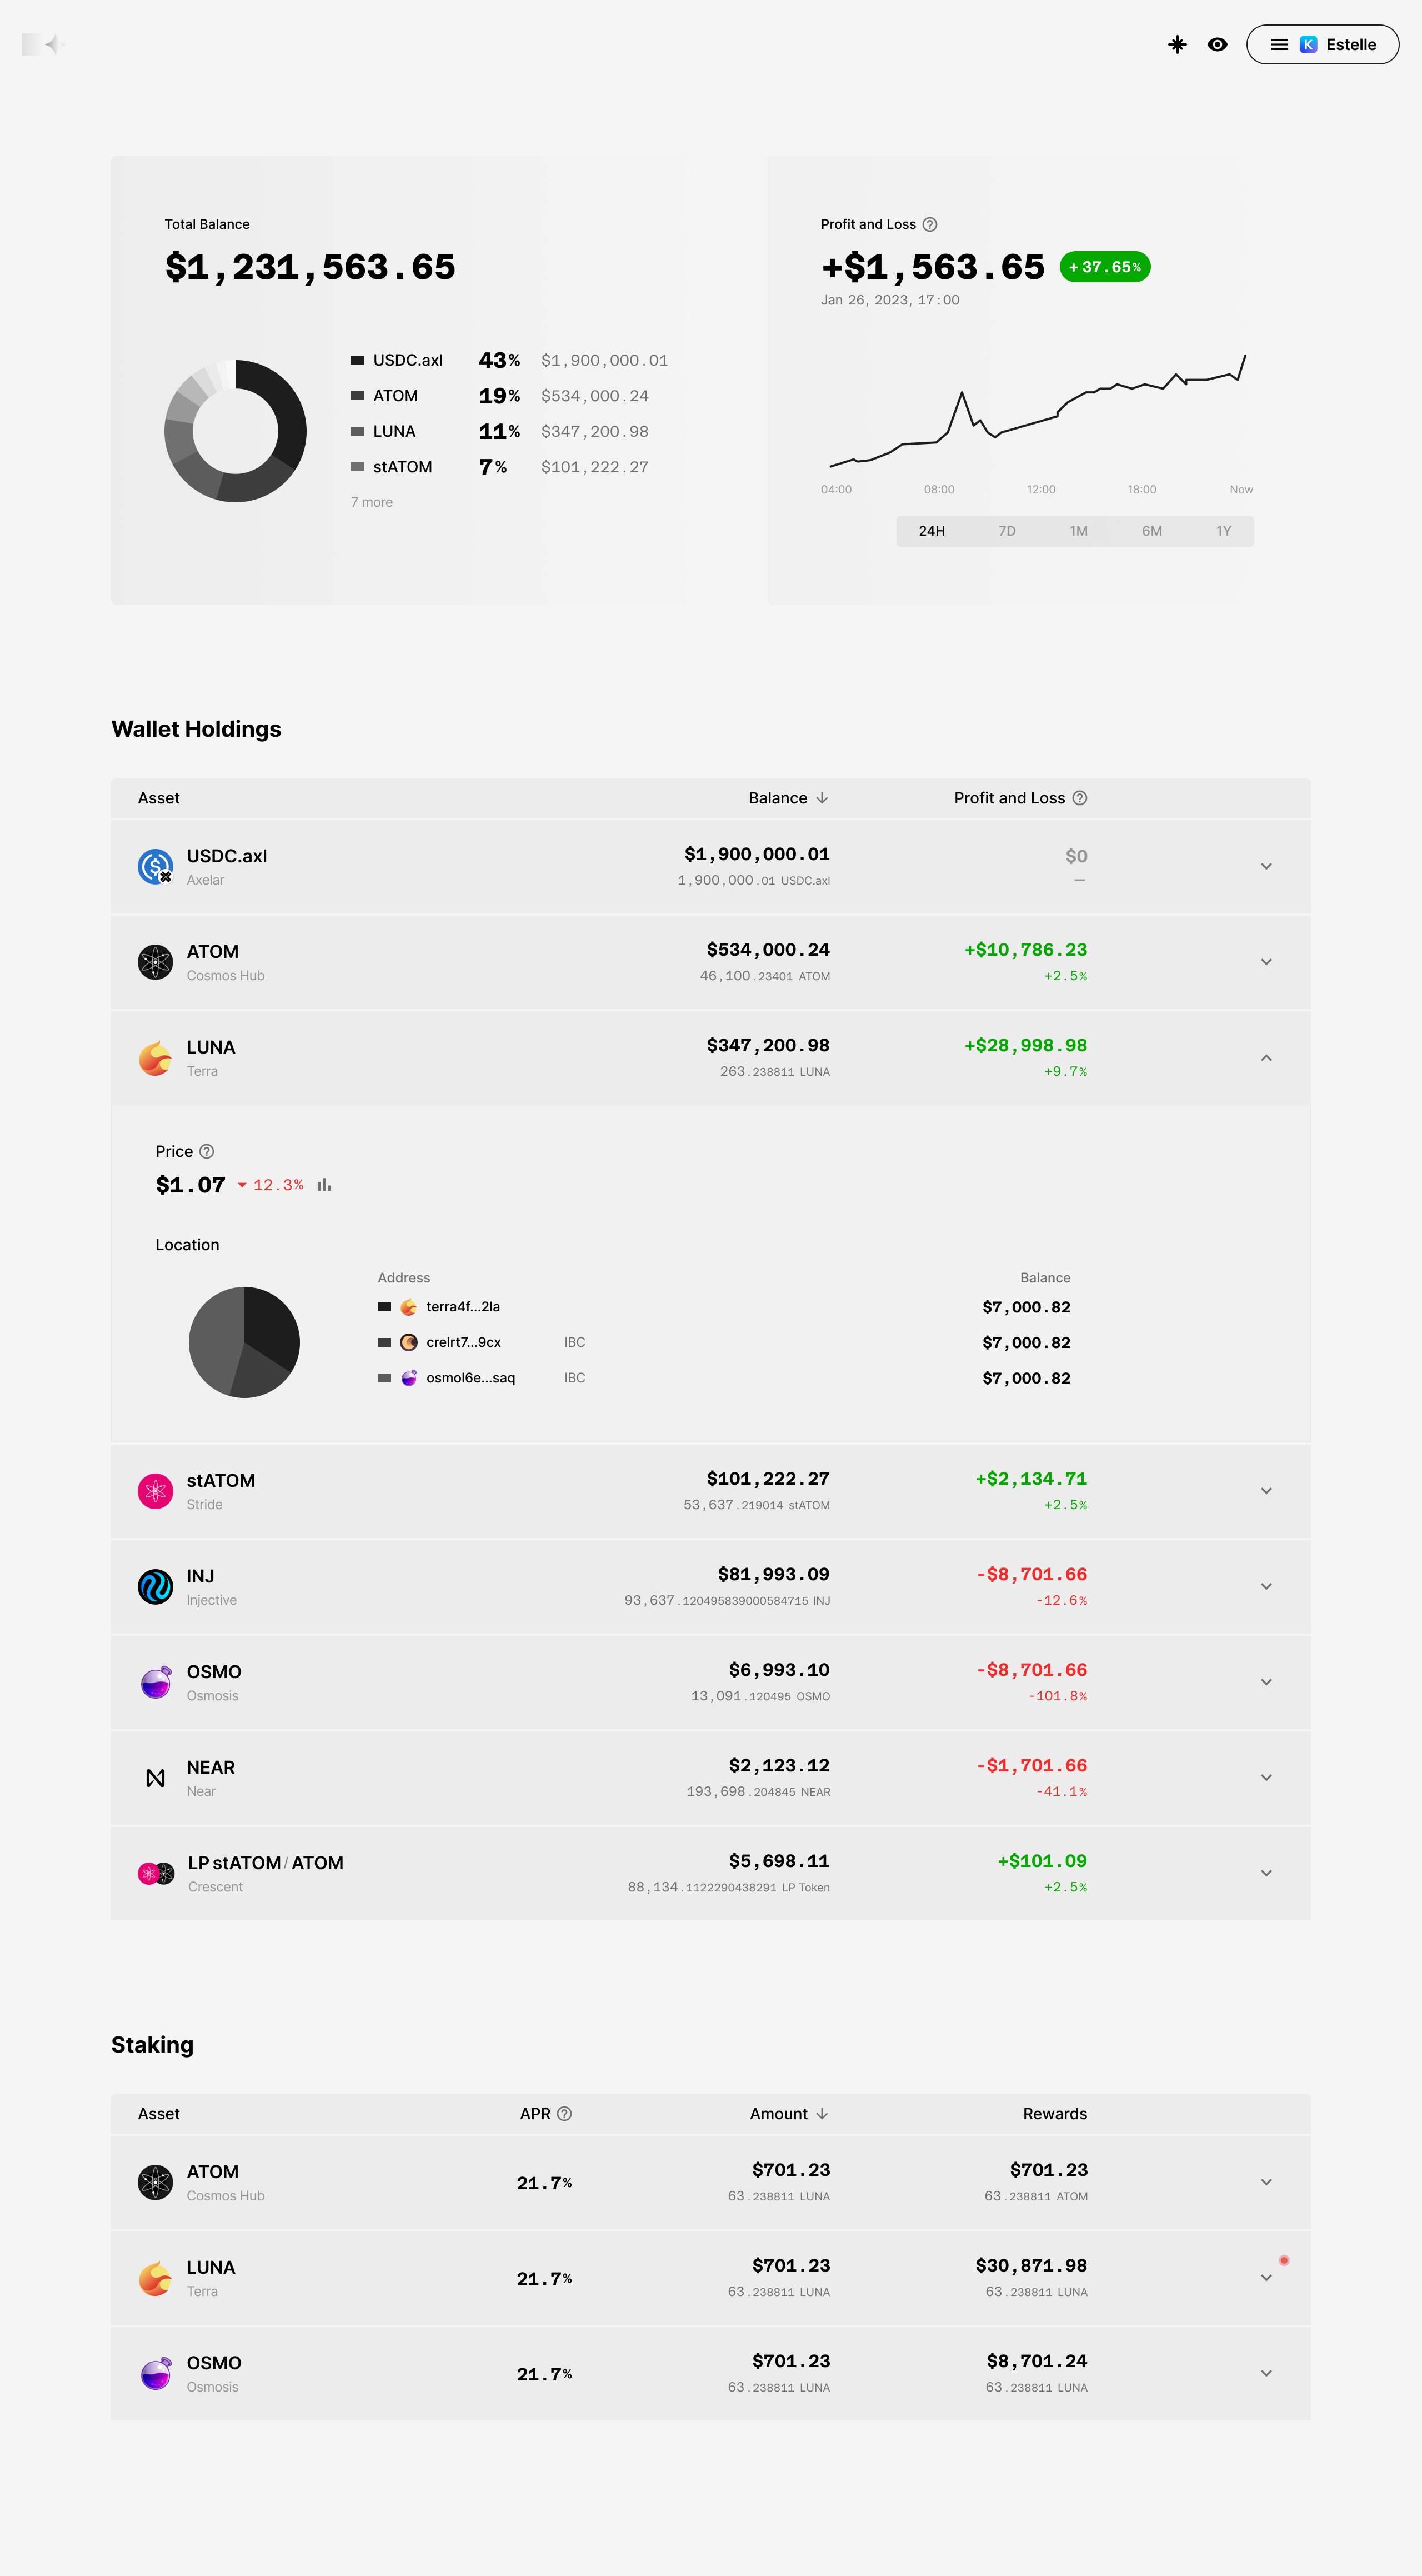 Estelle
Total Balance
$1,231,563.65
USDC.axl 43% $1,900,000.01
ATOM 19% $534,000.24
LUNA 11% $347,200.98
stATOM 7% $101,222.27
7 more
Profit and Loss
+$1,563.65 + 37.65%
Jan 26, 2023, 17:00
04:00 08:00 12:00 18:00 Now
24H 7D 1M 6M 1Y
Wallet Holdings
Asset Balance Profit and Loss
USDC.axl $1,900,000.01 $0
Axelar 1,900,000.01 USDC.axl —
ATOM $534,000.24 +$10,786.23
Cosmos Hub 46,100.23401 ATOM +2.5%
LUNA $347,200.98 +$28,998.98
Terra 263.238811 LUNA +9.7%
Price
$1.07 12.3%
Location
Address Balance
terra4f...2la $7,000.82
crelrt7...9cx IBC $7,000.82
osmol6e...saq IBC $7,000.82
stATOM $101,222.27 +$2,134.71
Stride 53,637.219014 stATOM +2.5%
INJ $81,993.09 -$8,701.66
Injective 93,637.120495839000584715 INJ -12.6%
OSMO $6,993.10 -$8,701.66
Osmosis 13,091.120495 OSMO -101.8%
NEAR $2,123.12 -$1,701.66
Near 193,698.204845 NEAR -41.1%
LP stATOM / ATOM $5,698.11 +$101.09
Crescent 88,134.1122290438291 LP Token +2.5%
Staking
Asset APR Amount Rewards
ATOM 21.7% $701.23 $701.23
Cosmos Hub 63.238811 LUNA 63.238811 ATOM
LUNA 21.7% $701.23 $30,871.98
Terra 63.238811 LUNA 63.238811 LUNA
OSMO 21.7% $701.23 $8,701.24
Osmosis 63.238811 LUNA 63.238811 LUNA